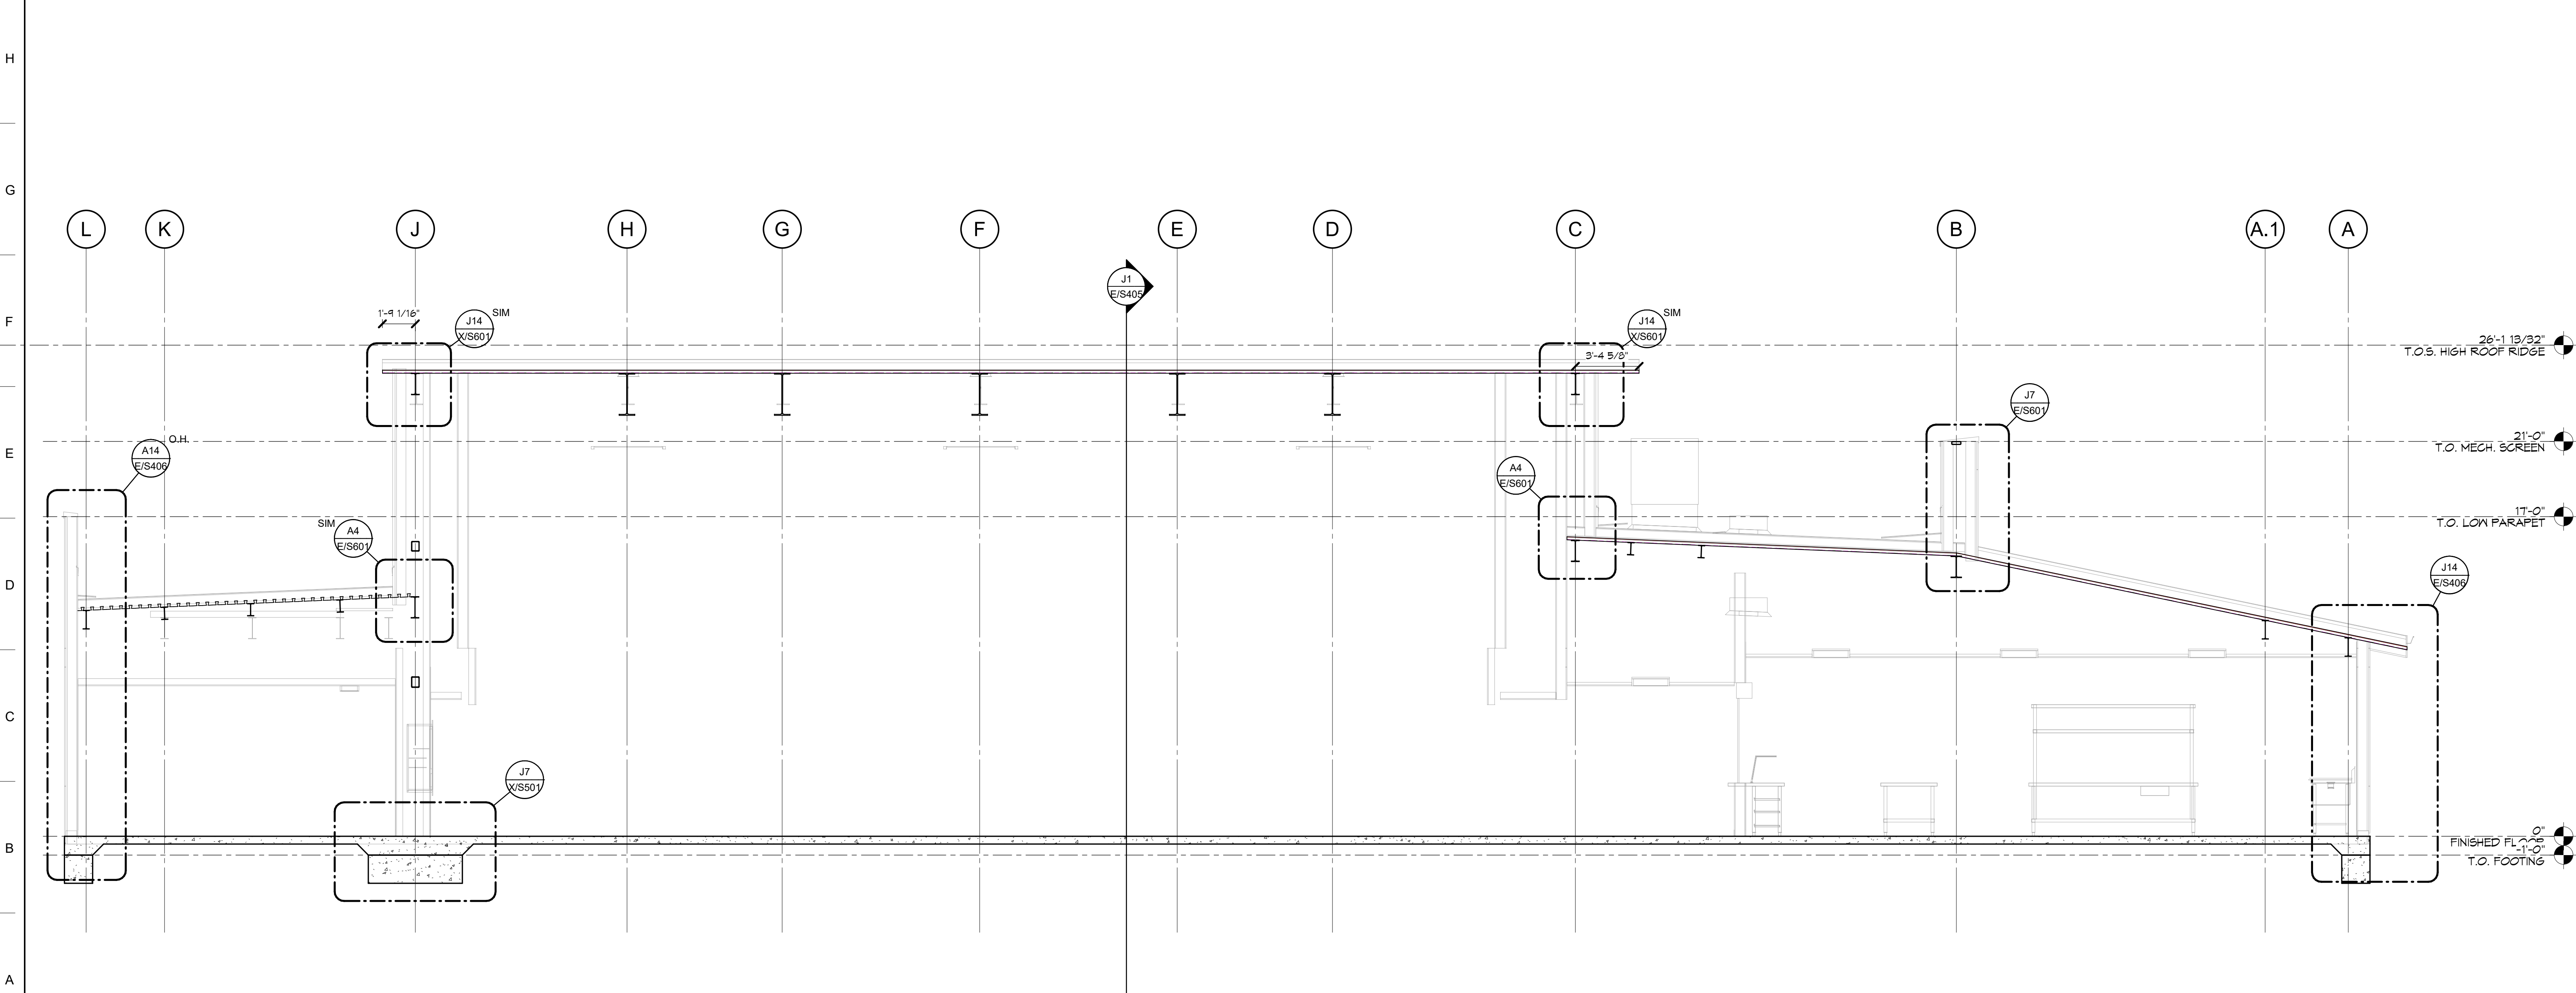 H
G
L
K
J
H
G
F
E
D
C
B
A.1
A
J1
E/S405
F
1'-9 1/16"
J14
X/S601
SIM
J14
X/S601
SIM
3'-4 5/8"
26'-1 13/32"
T.O.S. HIGH ROOF RIDGE
J7
E/S601
E
A14
E/S406
O.H.
21'-0"
T.O. MECH. SCREEN
A4
E/S601
17'-0"
T.O. LOW PARAPET
SIM
A4
E/S601
D
J14
E/S406
C
J7
X/S501
B
0"
FINISHED FLOOR
-1'-0"
T.O. FOOTING
A